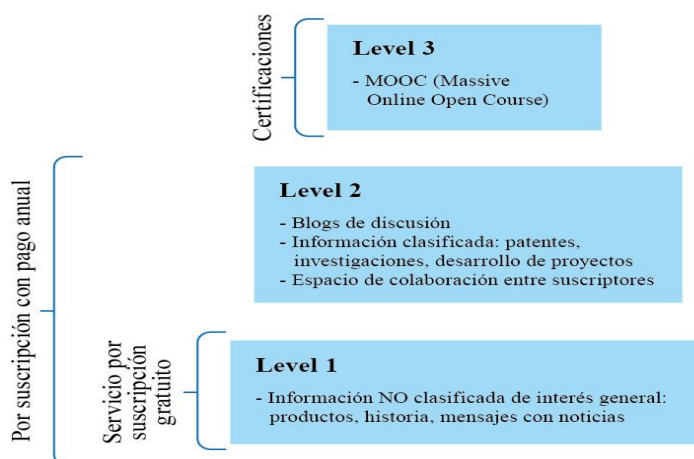 Certificaciones
Level 3
- MOOC (Massive
Online Open Course)
Por suscripción con pago anual
Level 2
- Blogs de discusión
- Información clasificada: patentes,
investigaciones, desarrollo de proyectos
- Espacio de colaboración entre suscriptores
Servicio por
suscripción
gratuito
Level 1
- Información NO clasificada de interés general:
productos, historia, mensajes con noticias